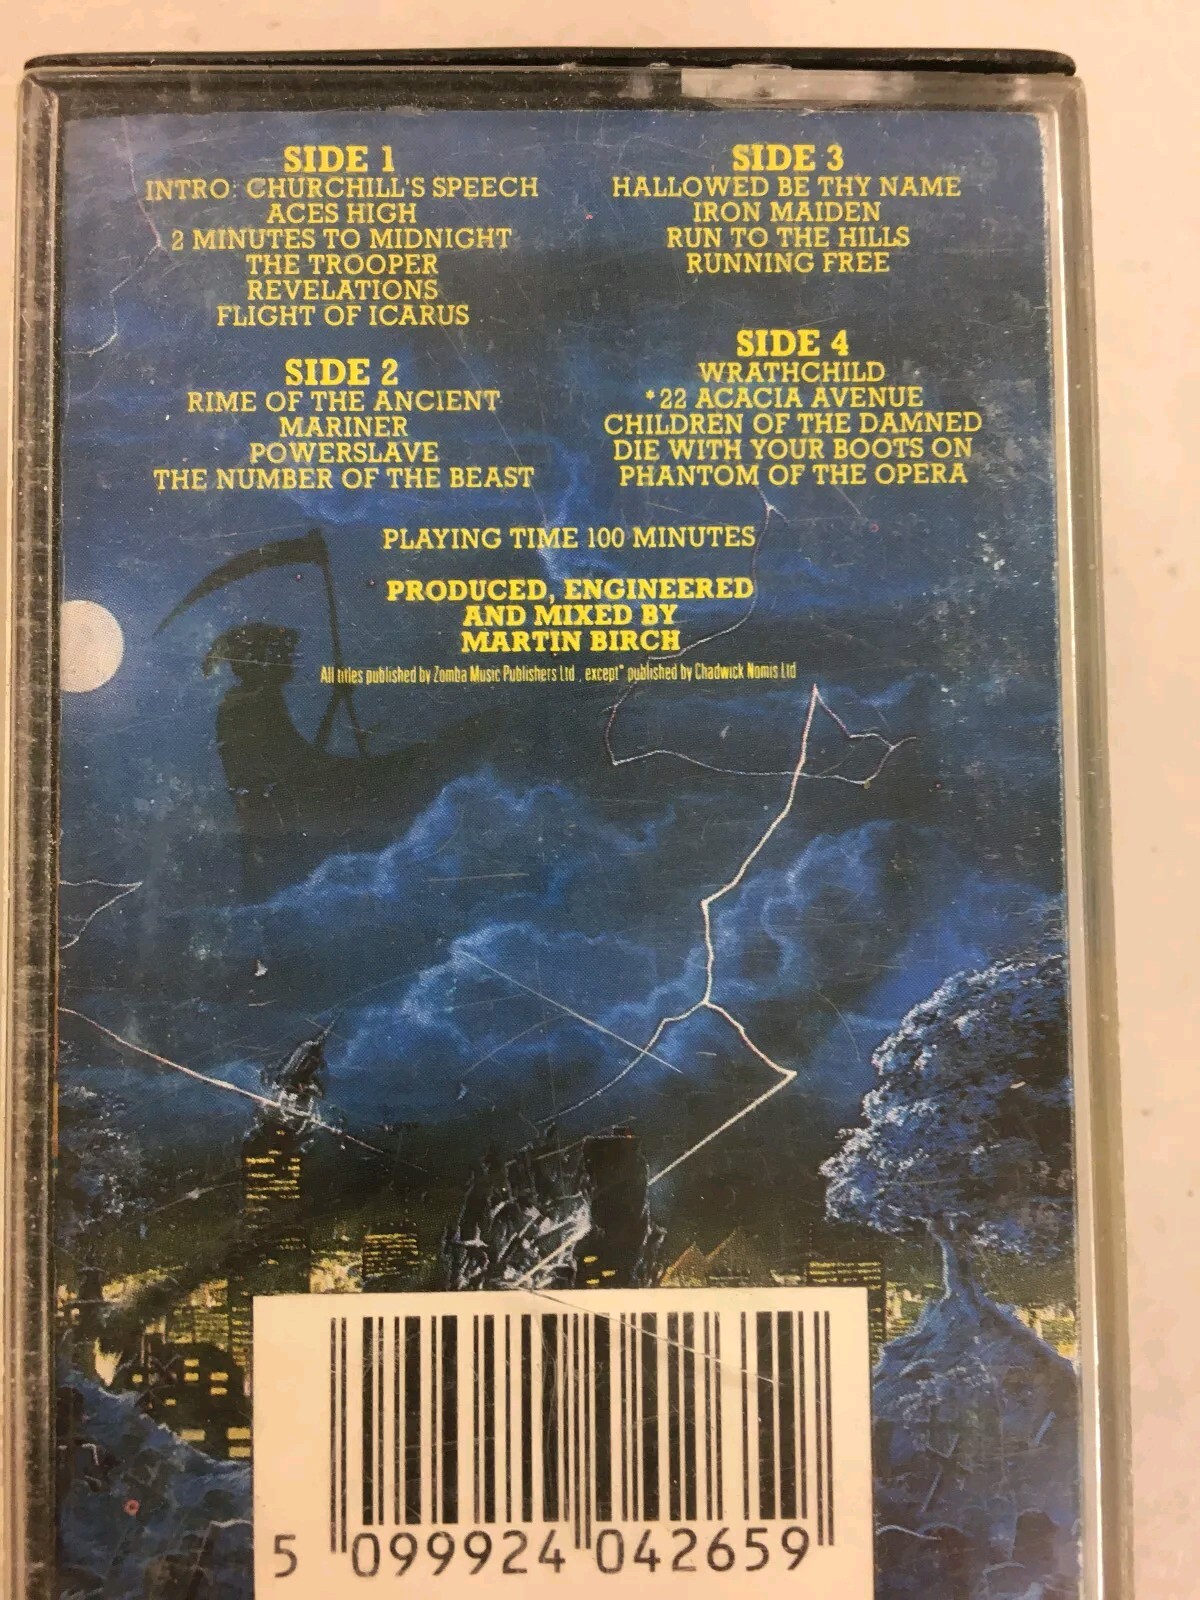 SIDE 1
INTRO: CHURCHILL'S SPEECH
ACES HIGH
2 MINUTES TO MIDNIGHT
THE TROOPER
REVELATIONS
FLIGHT OF ICARUS
SIDE 2
RIME OF THE ANCIENT
MARINER
POWERSLAVE
THE NUMBER OF THE BEAST
SIDE 3
HALLOWED BE THY NAME
IRON MAIDEN
RUN TO THE HILLS
RUNNING FREE
SIDE 4
WRATHCHILD
*22 ACACIA AVENUE
CHILDREN OF THE DAMNED
DIE WITH YOUR BOOTS ON
PHANTOM OF THE OPERA
PLAYING TIME 100 MINUTES
PRODUCED, ENGINEERED
AND MIXED BY
MARTIN BIRCH
All titles published by Zomba Music Publishers Ltd , except* published by Chadwick Nomis Ltd
5 099924 042659